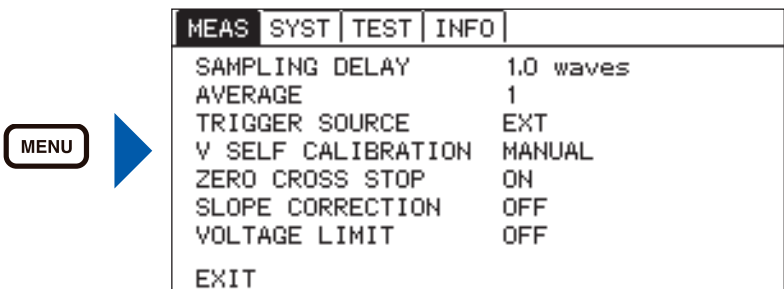 MENU
MEAS SYST TEST INFO
SAMPLING DELAY 1.0 waves
AVERAGE 1
TRIGGER SOURCE EXT
V SELF CALIBRATION MANUAL
ZERO CROSS STOP ON
SLOPE CORRECTION OFF
VOLTAGE LIMIT OFF
EXIT